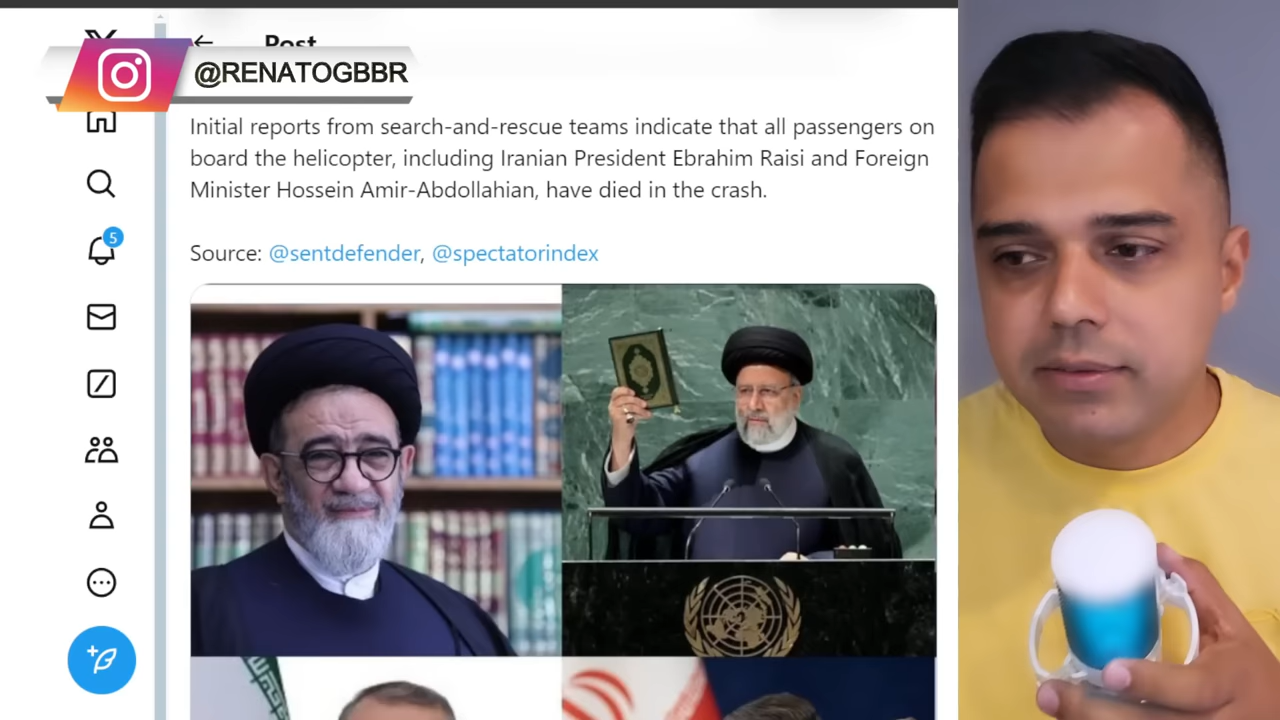 Post
@RENATOGBBR
Initial reports from search-and-rescue teams indicate that all passengers on
board the helicopter, including Iranian President Ebrahim Raisi and Foreign
Minister Hossein Amir-Abdollahian, have died in the crash.
5
Source: @sentdefender, @spectatorindex